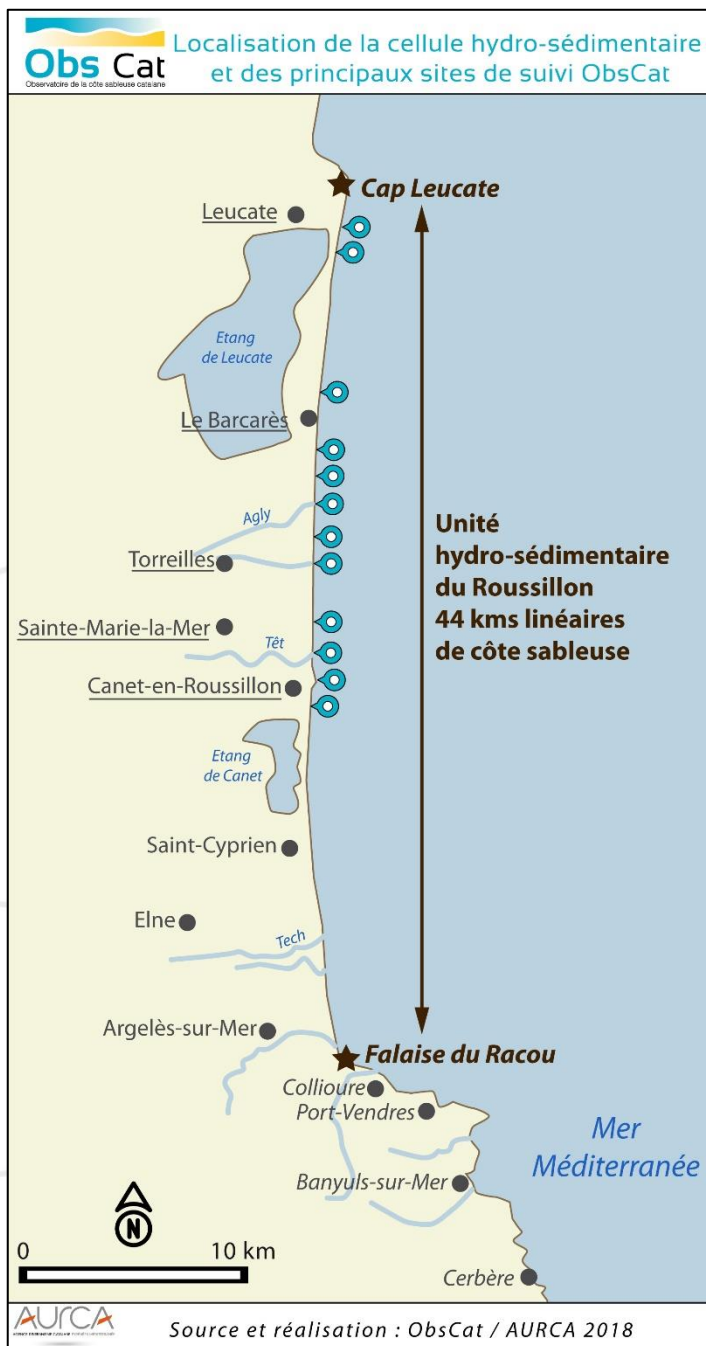 Obs Cat
Observatoire de la côte sableuse catalane
Localisation de la cellule hydro-sédimentaire
et des principaux sites de suivi ObsCat
Cap Leucate
Leucate
Etang
de Leucate
Le Barcarès
Agly
Unité
hydro-sédimentaire
du Roussillon
44 kms linéaires
de côte sableuse
Torreilles
Sainte-Marie-la-Mer
Têt
Canet-en-Roussillon
Etang
de Canet
Saint-Cyprien
Elne
Tech
Argelès-sur-Mer
Falaise du Racou
Collioure
Port-Vendres
Mer
Méditerranée
Banyuls-sur-Mer
N
0 10 km
Cerbère
AURCA
Source et réalisation : ObsCat / AURCA 2018